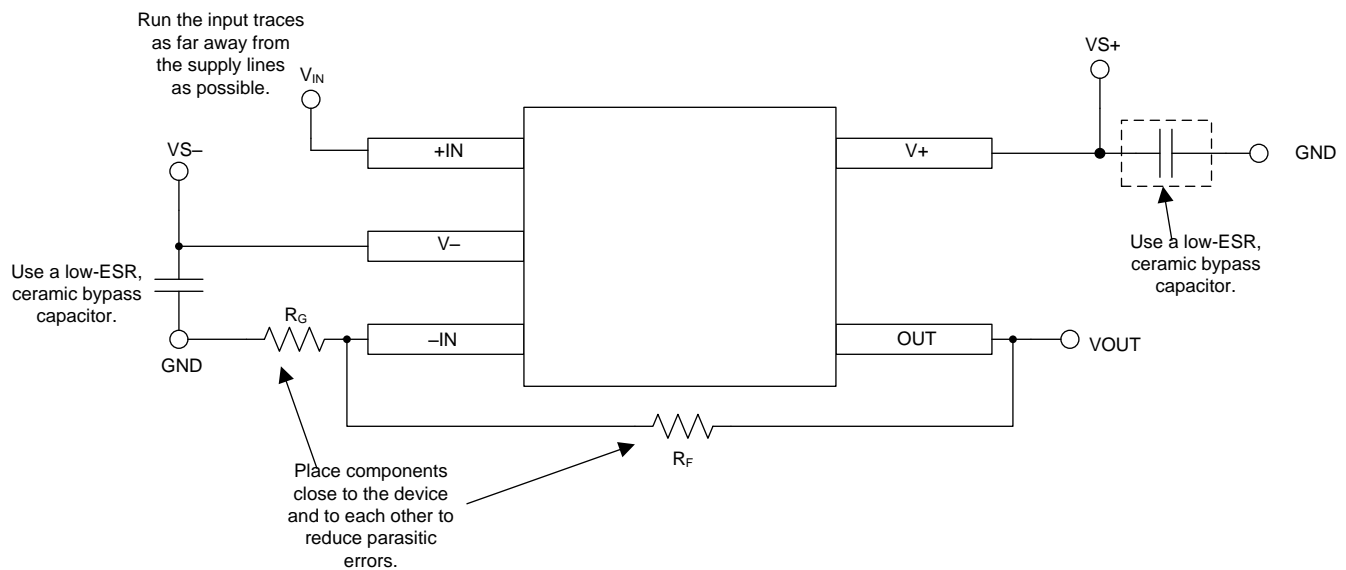 Run the input traces
as far away from
the supply lines
as possible.
VIN
VS+
VS–
+IN
V+
GND
V–
Use a low-ESR,
ceramic bypass
capacitor.
Use a low-ESR,
ceramic bypass
capacitor.
RG
–IN
OUT
VOUT
GND
RF
Place components
close to the device
and to each other to
reduce parasitic
errors.